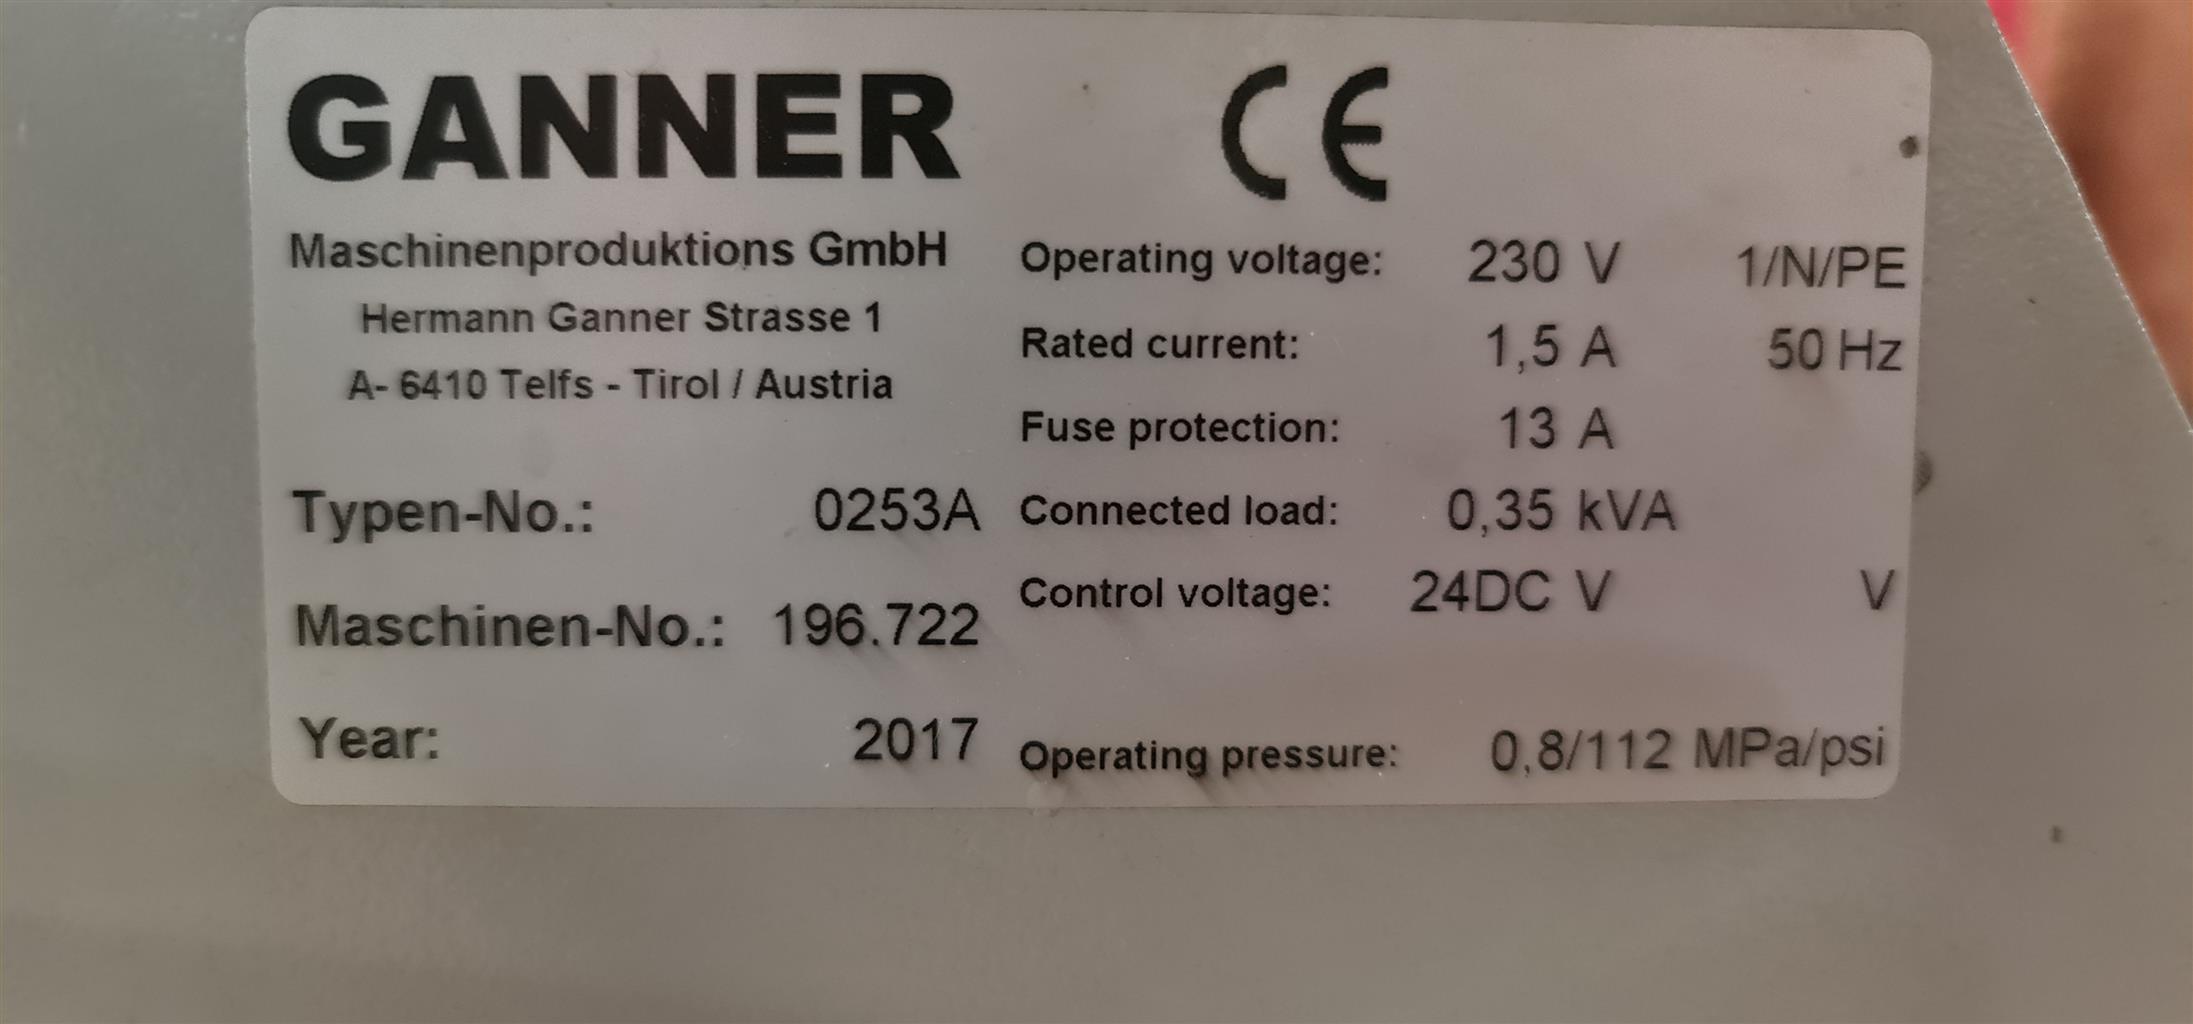 GANNER
CE
Maschinenproduktions GmbH
Hermann Ganner Strasse 1
A- 6410 Telfs - Tirol / Austria
Typen-No.: 0253A
Maschinen-No.: 196.722
Year: 2017
Operating voltage: 230 V 1/N/PE
Rated current: 1,5 A 50 Hz
Fuse protection: 13 A
Connected load: 0,35 kVA
Control voltage: 24DC V V
Operating pressure: 0,8/112 MPa/psi